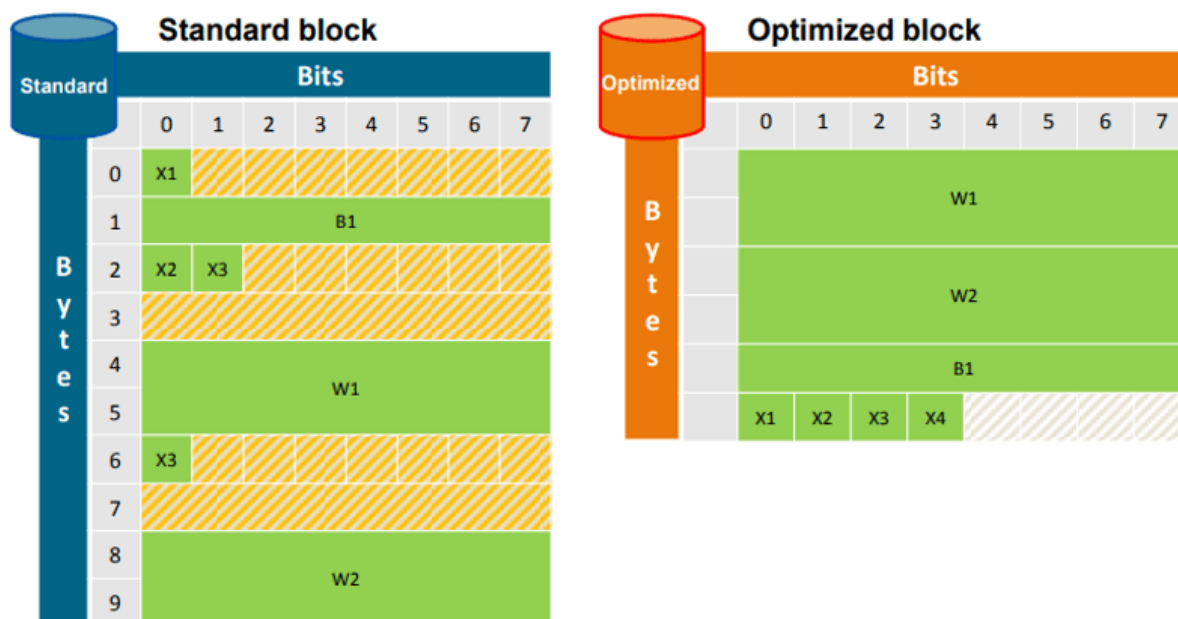 Standard block
Standard
Bits
0 1 2 3 4 5 6 7
Bytes
0 X1
1 B1
2 X2 X3
3
4
W1
5
6 X3
7
8
W2
9
Optimized block
Optimized
Bits
0 1 2 3 4 5 6 7
Bytes
W1
W2
B1
X1 X2 X3 X4